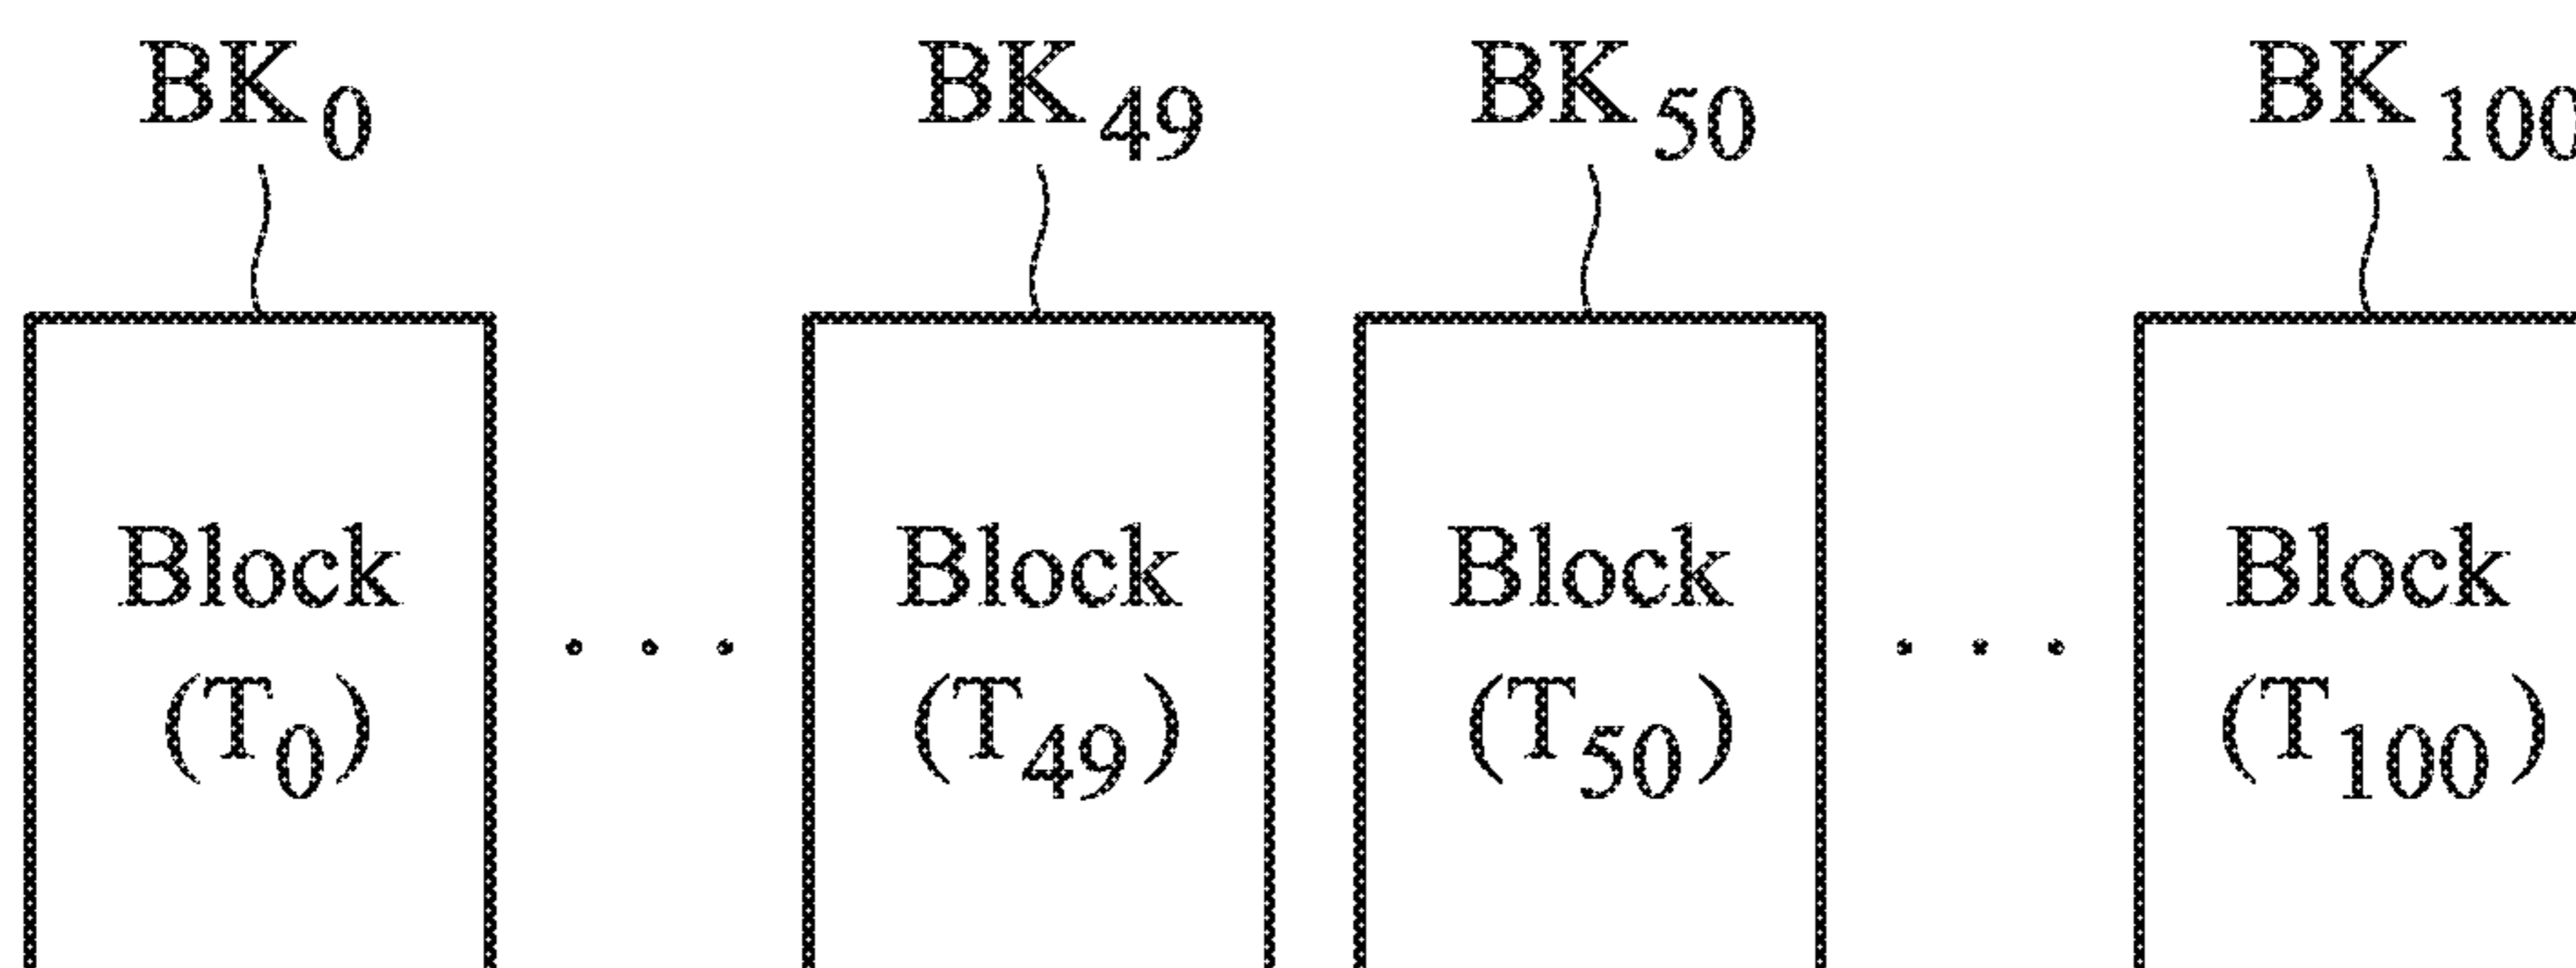 BK0 BK49 BK50 BK100
Block Block Block Block
(T0) ... (T49) (T50) ... (T100)